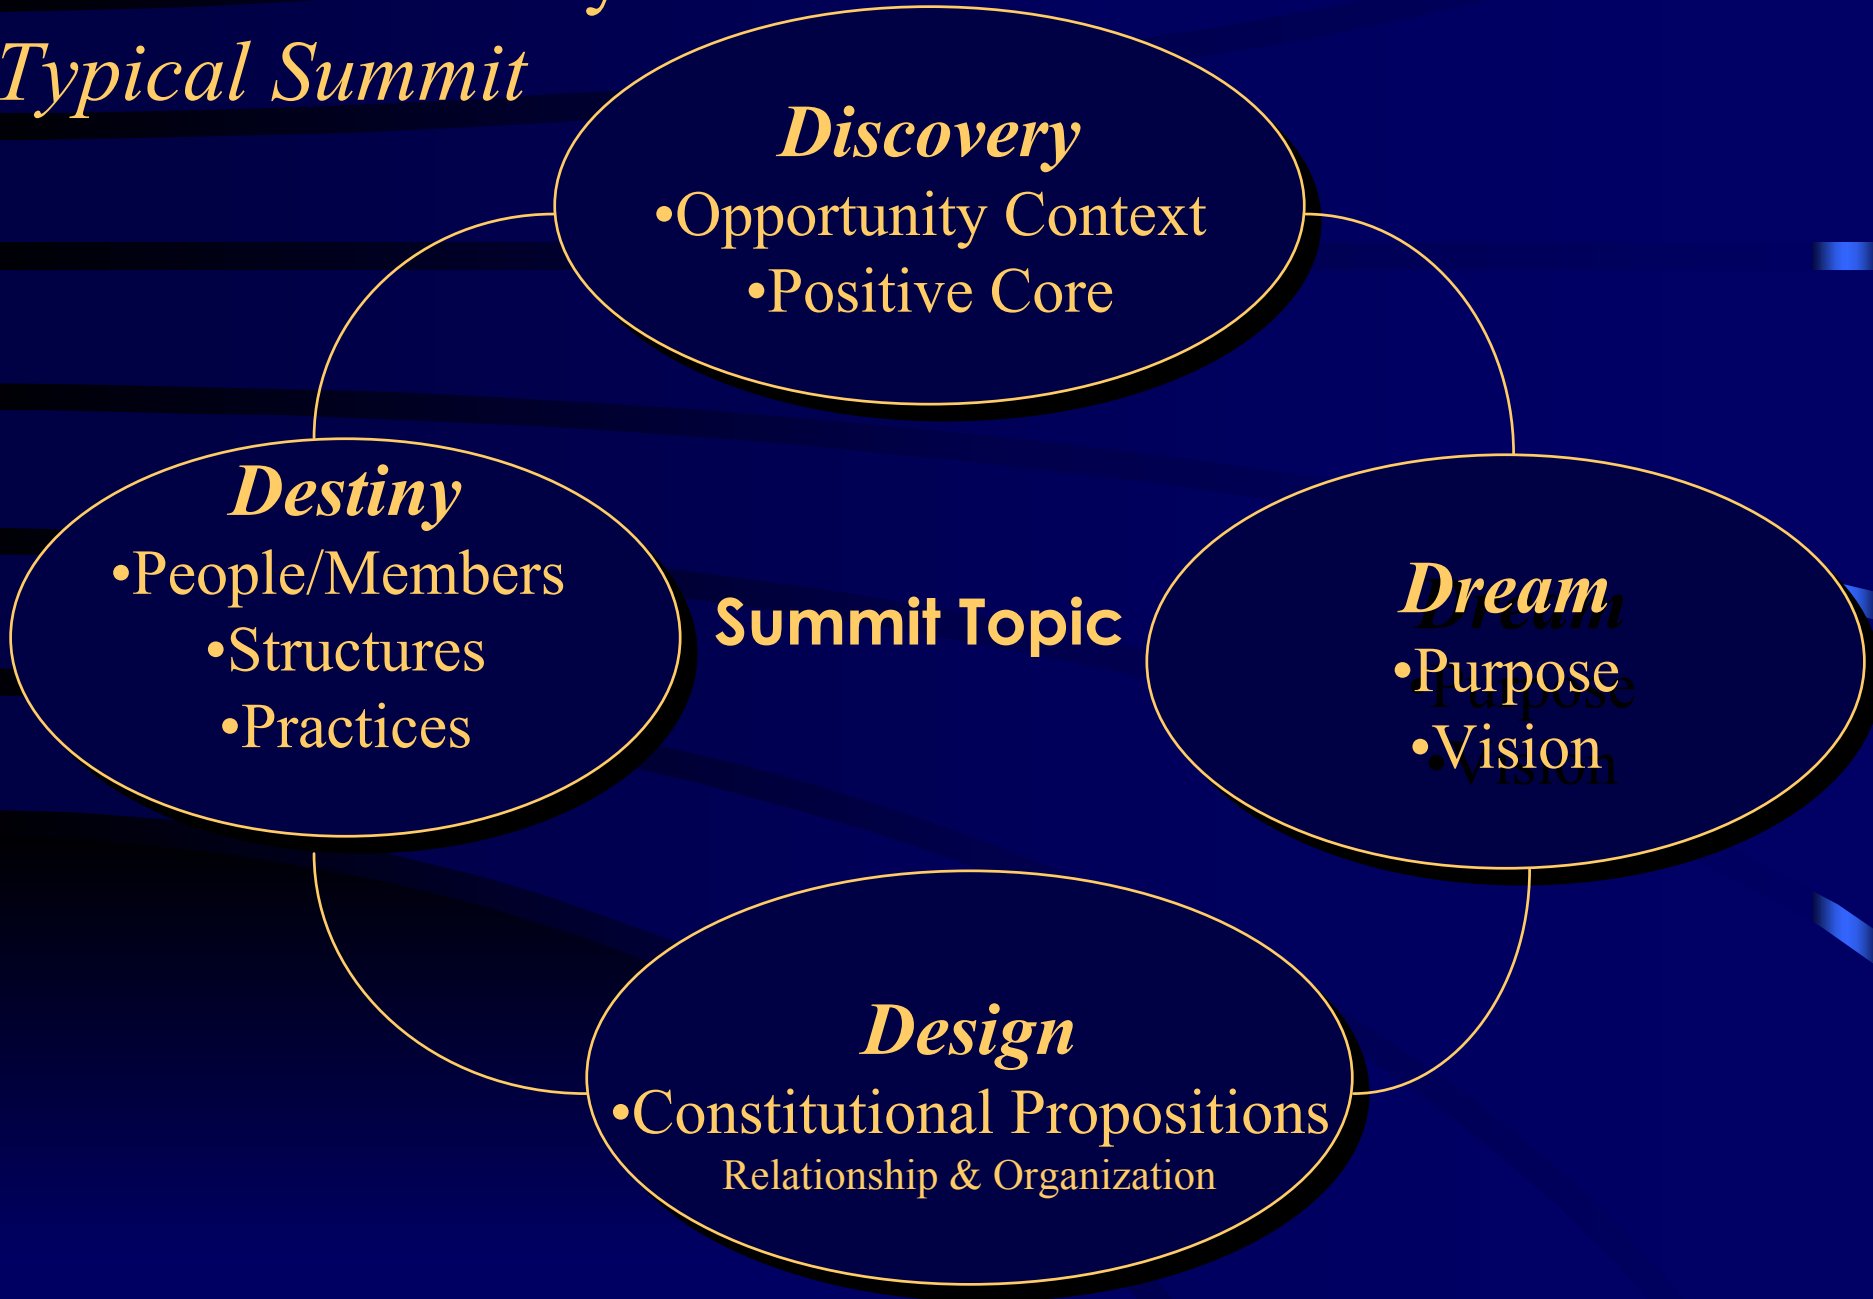 Typical Summit
Discovery
•Opportunity Context
•Positive Core
Destiny
•People/Members
•Structures
•Practices
Summit Topic
Dream
•Purpose
•Vision
Design
•Constitutional Propositions
Relationship & Organization